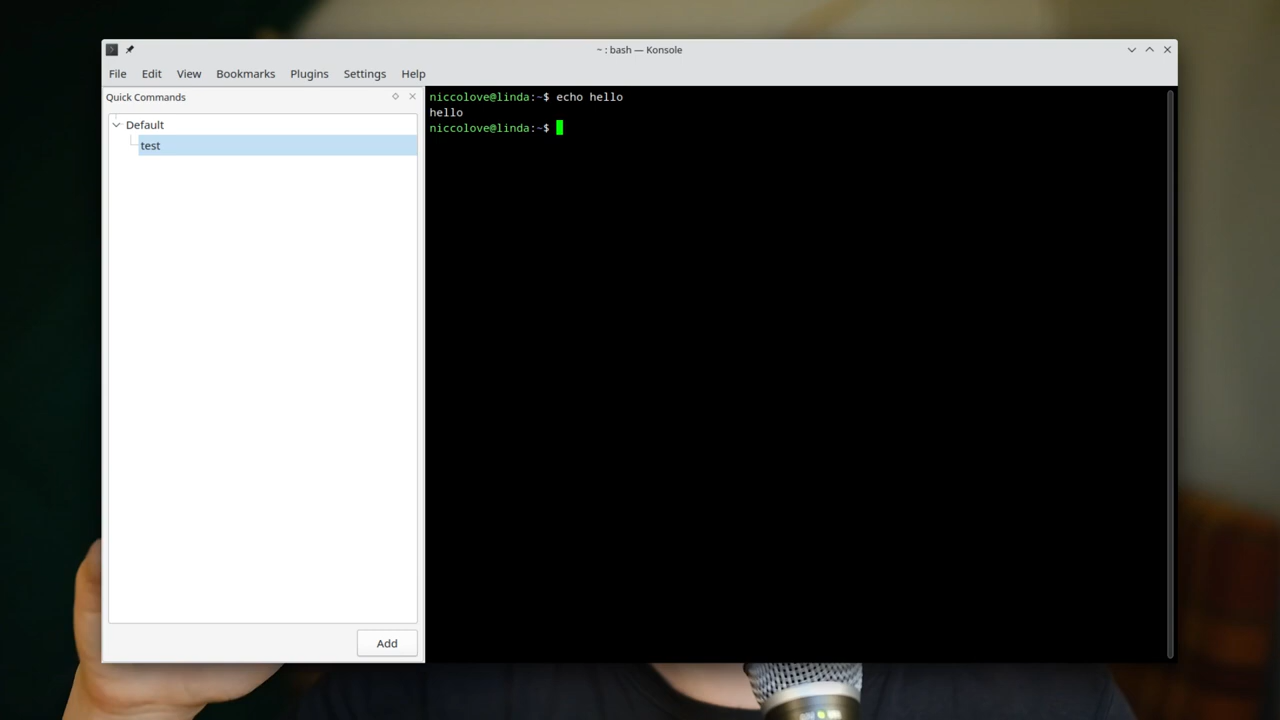 ~ : bash — Konsole
File Edit View Bookmarks Plugins Settings Help
Quick Commands
Default
test
Add
niccolove@linda:~$ echo hello
hello
niccolove@linda:~$